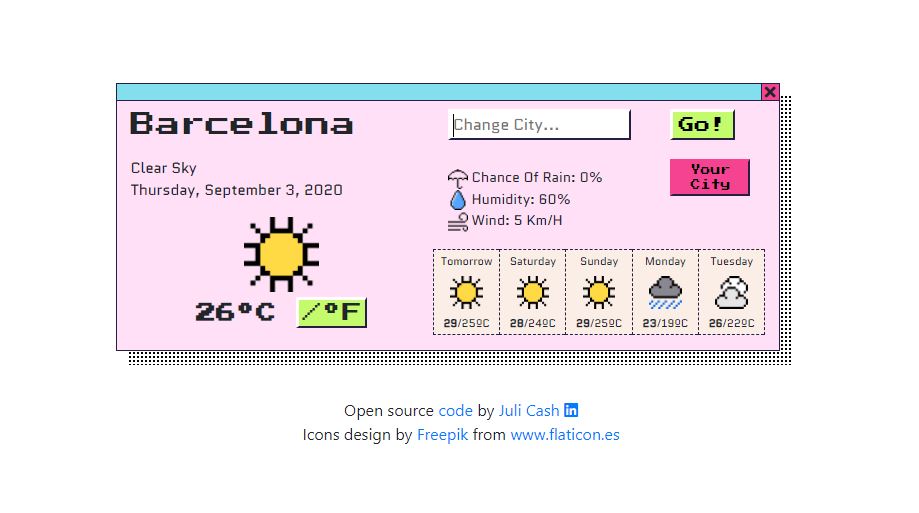 Barcelona
Change City...
Go!
Clear Sky
Thursday, September 3, 2020
Your
City
Chance Of Rain: 0%
Humidity: 60%
Wind: 5 Km/H
26ºC
/ºF
Tomorrow Saturday Sunday Monday Tuesday
29/25ºC 28/24ºC 29/25ºC 23/19ºC 26/22ºC
Open source code by Juli Cash in
Icons design by Freepik from www.flaticon.es